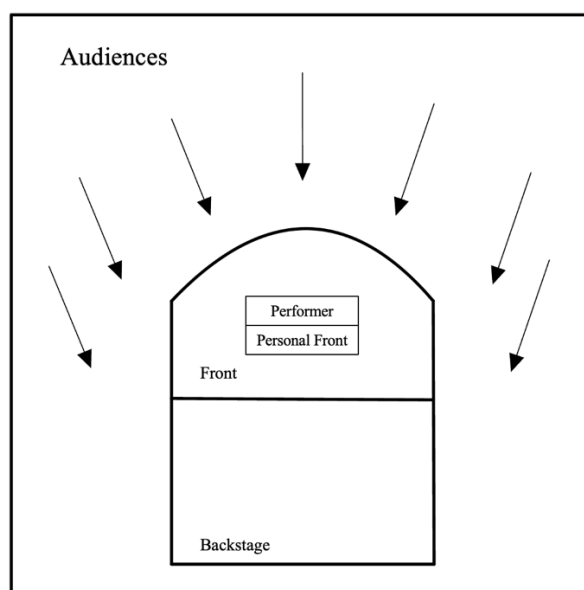 Audiences
Performer
Personal Front
Front
Backstage